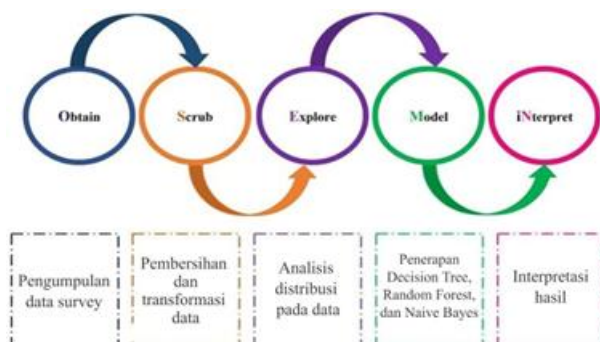 Obtain
Scrub
Explore
Model
iNterpret
Pengumpulan
data survey
Pembersihan
dan
transformasi
data
Analisis
distribusi
pada data
Penerapan
Decision Tree,
Random Forest,
dan Naive Bayes
Interpretasi
hasil